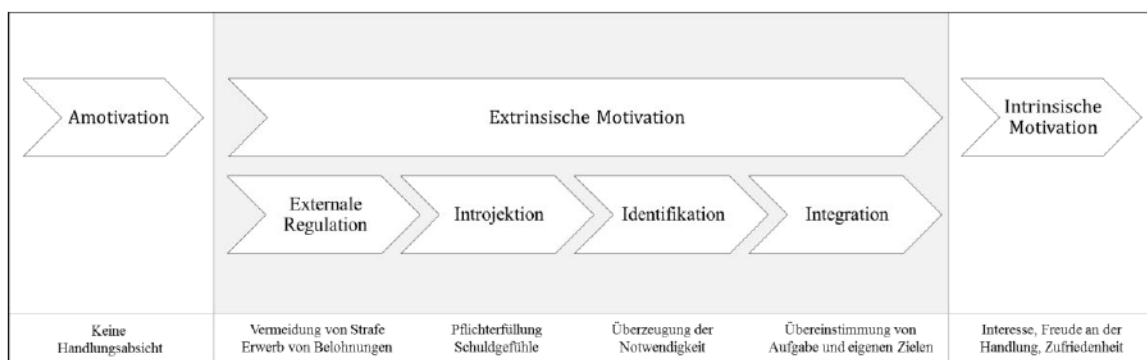 Amotivation
Extrinsische Motivation
Intrinsische
Motivation
Externale
Regulation
Introjektion
Identifikation
Integration
Keine
Handlungsabsicht
Vermeidung von Strafe
Erwerb von Belohnungen
Pflichterfüllung
Schuldgefühle
Überzeugung der
Notwendigkeit
Übereinstimmung von
Aufgabe und eigenen Zielen
Interesse, Freude an der
Handlung, Zufriedenheit